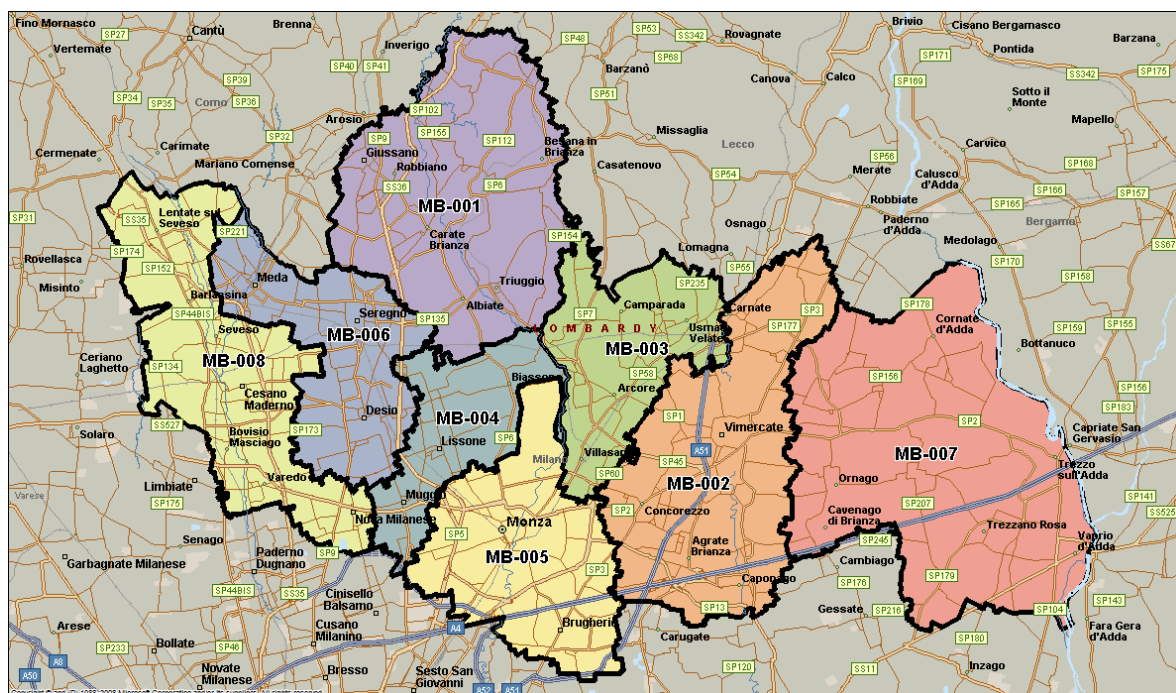 Fino Mornasco
SP27
Cantù
Brenna
Inverigo
SP48
SP53
SS342
Rovagnate
Brivio
Cisano Bergamasco
Barzana
Vertemate
SP40
SP41
Barzanò
SP68
SP171
Pontida
SS342
SP175
SP39
SP34
SP35
Como
SP36
SP51
Canova
Calco
SP169
Sotto il
Monte
Arosio
SP102
Mapello
SP32
SP9
SP155
SP112
Missaglia
Lecco
Cermenate
Carimate
Mariano Comense
Giussano
Robbiano
Besana in
Brianza
Casatenovo
SP54
SP56
Merate
Carvico
SP168
Calusco
d'Adda
SS36
SP6
SP166
SP157
SP31
SS35
Lentate sul
Seveso
MB-001
Robbiate
Paderno
d'Adda
SP165
Bergamo
SP221
Carate
Brianza
SP154
Osnago
Lomagna
Medolago
SS67
SP174
Rovellasca
SP152
SP55
SP170
SP158
Misinto
Meda
Triuggio
SP235
Barlassina
Albiate
SP7
Camparada
Carnate
SP3
SP178
SP44BIS
Seregno
SP135
LOMBARDY
SP177
Cornate
d'Adda
SP159
SP155
Seveso
MB-006
Usmate
Velate
Ceriano
Laghetto
SP134
MB-008
MB-003
Bottanuco
Cesano
Maderno
Biassono
SP58
SP156
SP156
Arcore
SP183
Desio
MB-004
SP1
SP2
Solaro
SS527
SP173
Bovisio
Masciago
Lissone
SP6
Vimercate
Capriate San
Gervasio
Milano
A51
MB-007
Limbiate
Varedo
SP45
Trezzo
sull'Adda
Varese
SP175
SP60
MB-002
Ornago
SP141
Muggiò
SP2
Concorezzo
SP207
SS525
Nova Milanese
Monza
Cavenago
di Brianza
Trezzano Rosa
Senago
SP5
SP245
Vaprio
d'Adda
SP9
Paderno
Dugnano
MB-005
Agrate
Brianza
Cambiago
Garbagnate Milanese
SP3
Caponago
SP176
SP179
SP44BIS
SS35
Cinisello
Balsamo
SP13
Gessate
SP216
SP104
SP143
Arese
Cusano
Milanino
A4
Brugherio
Fara Gera
d'Adda
SP233
Bollate
SP46
Carugate
SP180
A8
A50
Novate
Milanese
Bresso
Sesto San
Giovanni
A52
A51
SP120
SS11
Inzago